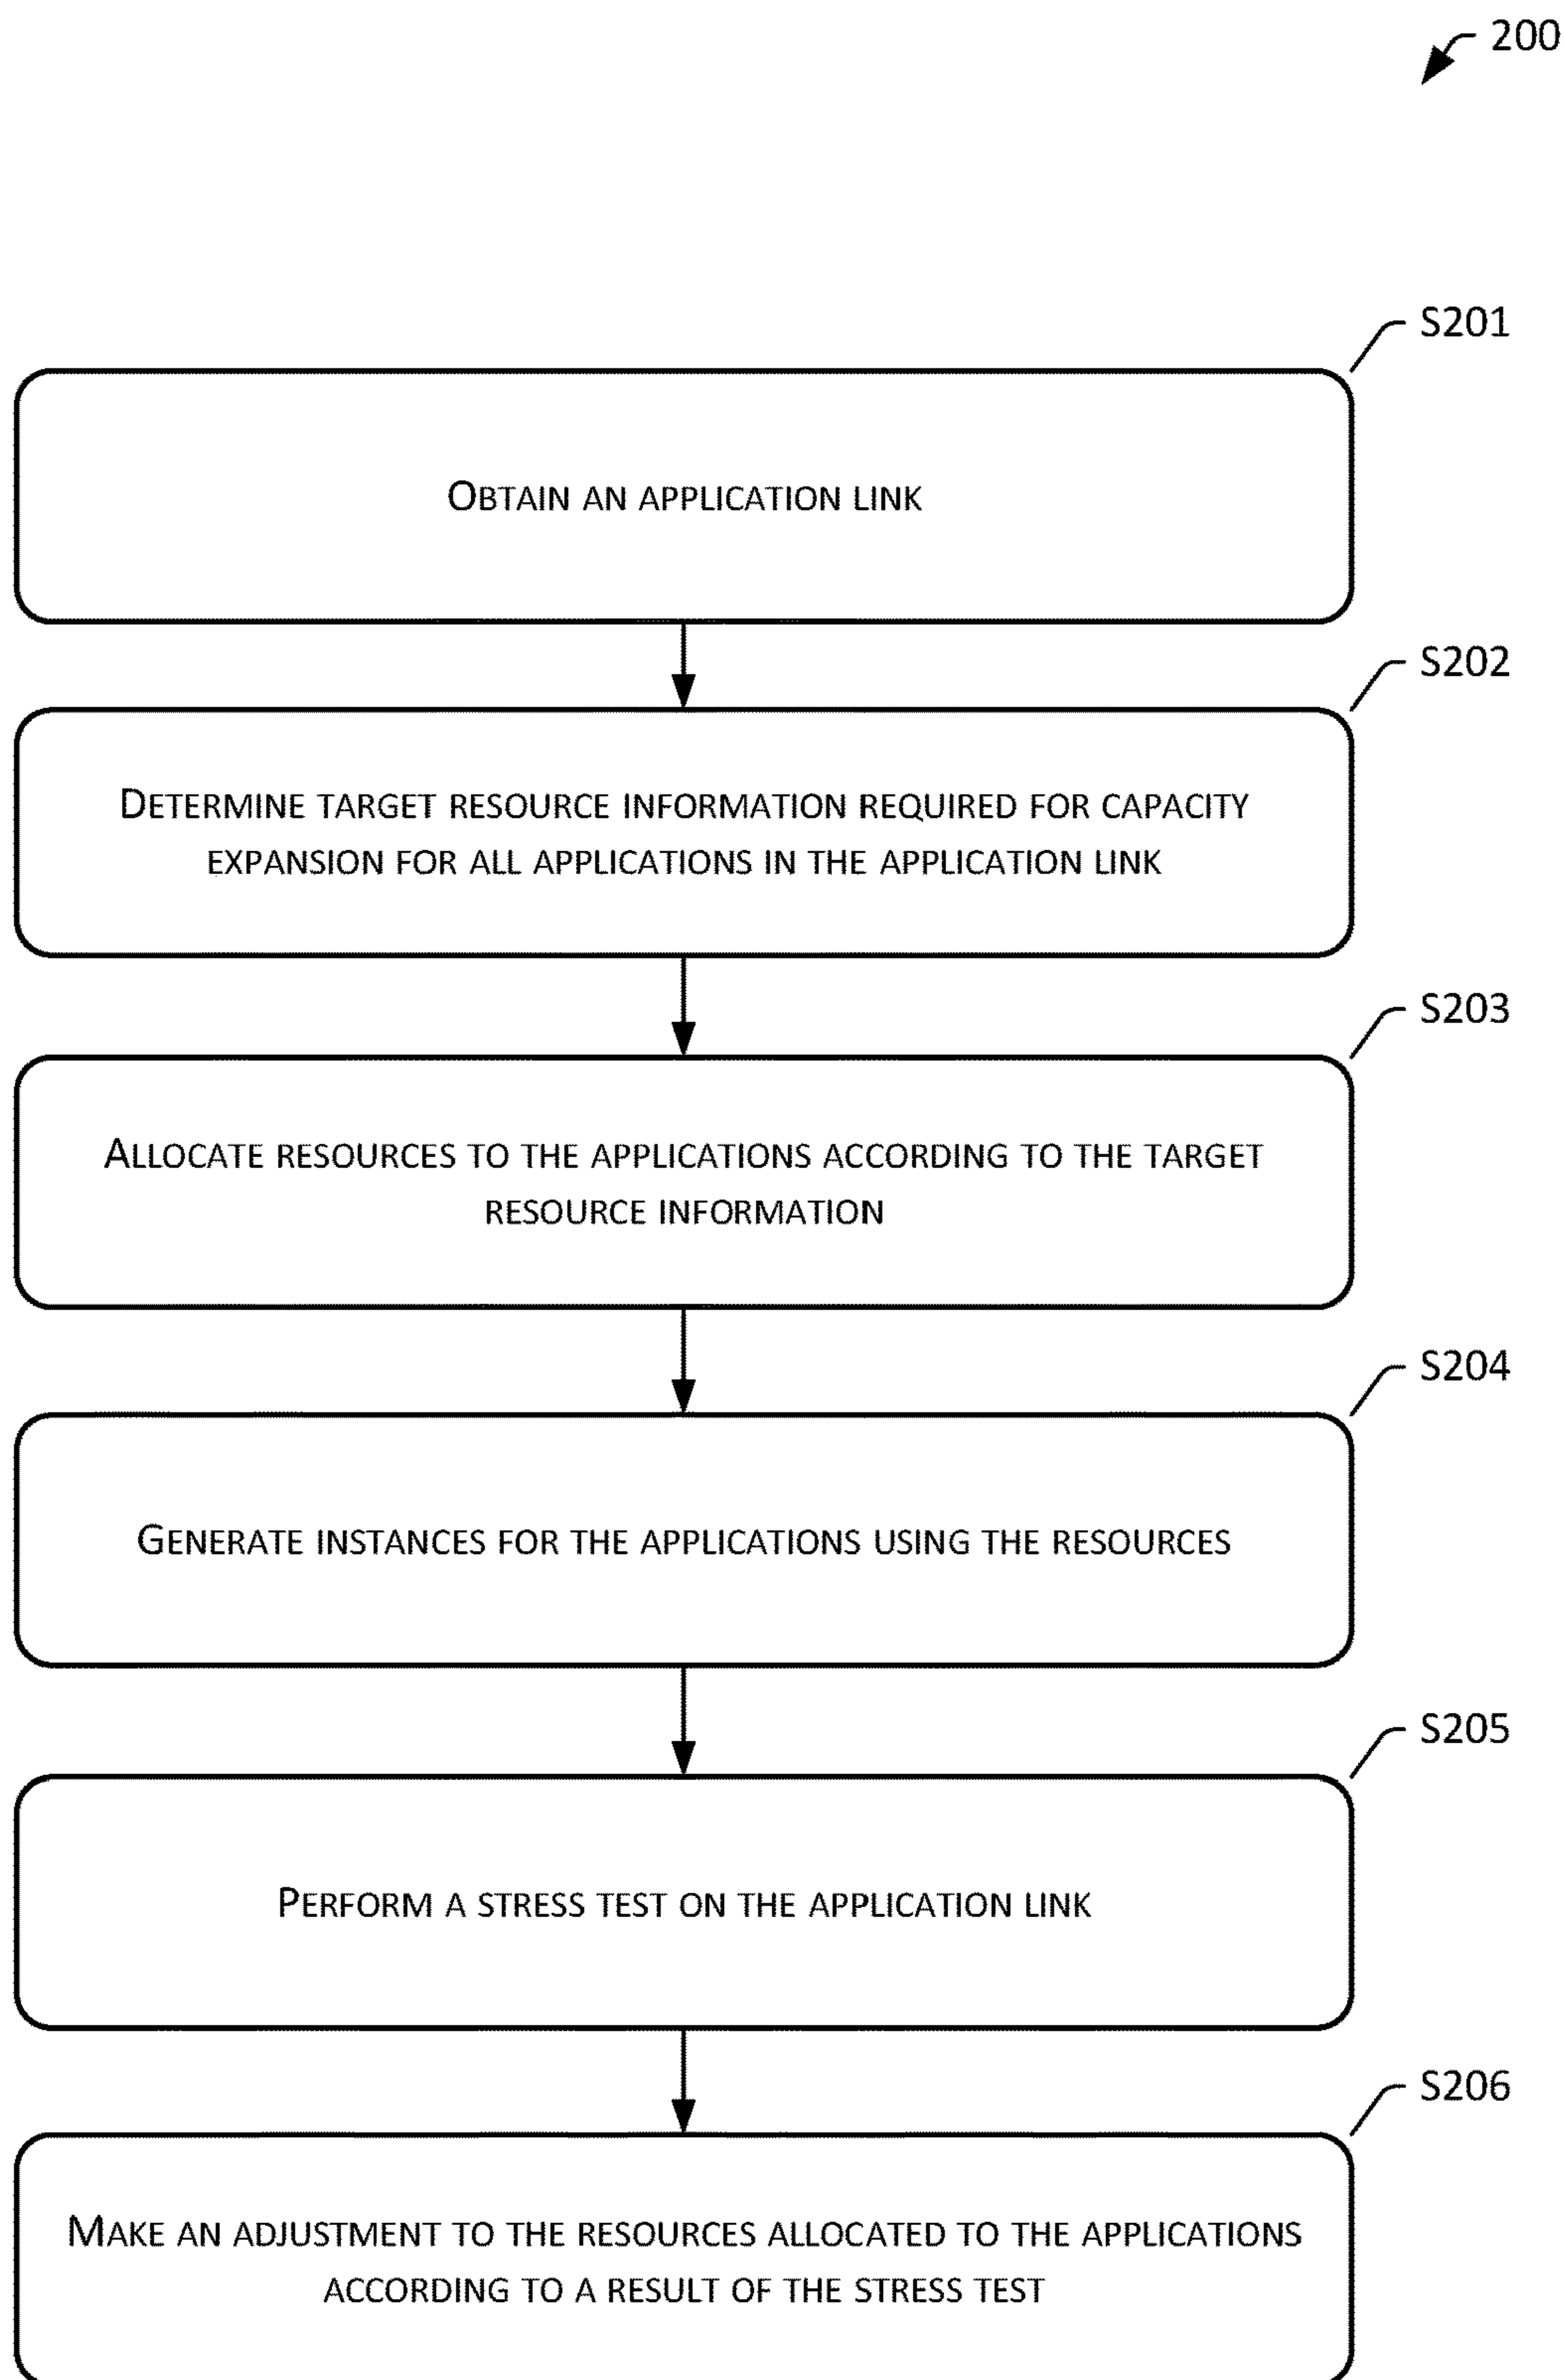 200
S201
OBTAIN AN APPLICATION LINK
S202
DETERMINE TARGET RESOURCE INFORMATION REQUIRED FOR CAPACITY
EXPANSION FOR ALL APPLICATIONS IN THE APPLICATION LINK
S203
ALLOCATE RESOURCES TO THE APPLICATIONS ACCORDING TO THE TARGET
RESOURCE INFORMATION
S204
GENERATE INSTANCES FOR THE APPLICATIONS USING THE RESOURCES
S205
PERFORM A STRESS TEST ON THE APPLICATION LINK
S206
MAKE AN ADJUSTMENT TO THE RESOURCES ALLOCATED TO THE APPLICATIONS
ACCORDING TO A RESULT OF THE STRESS TEST